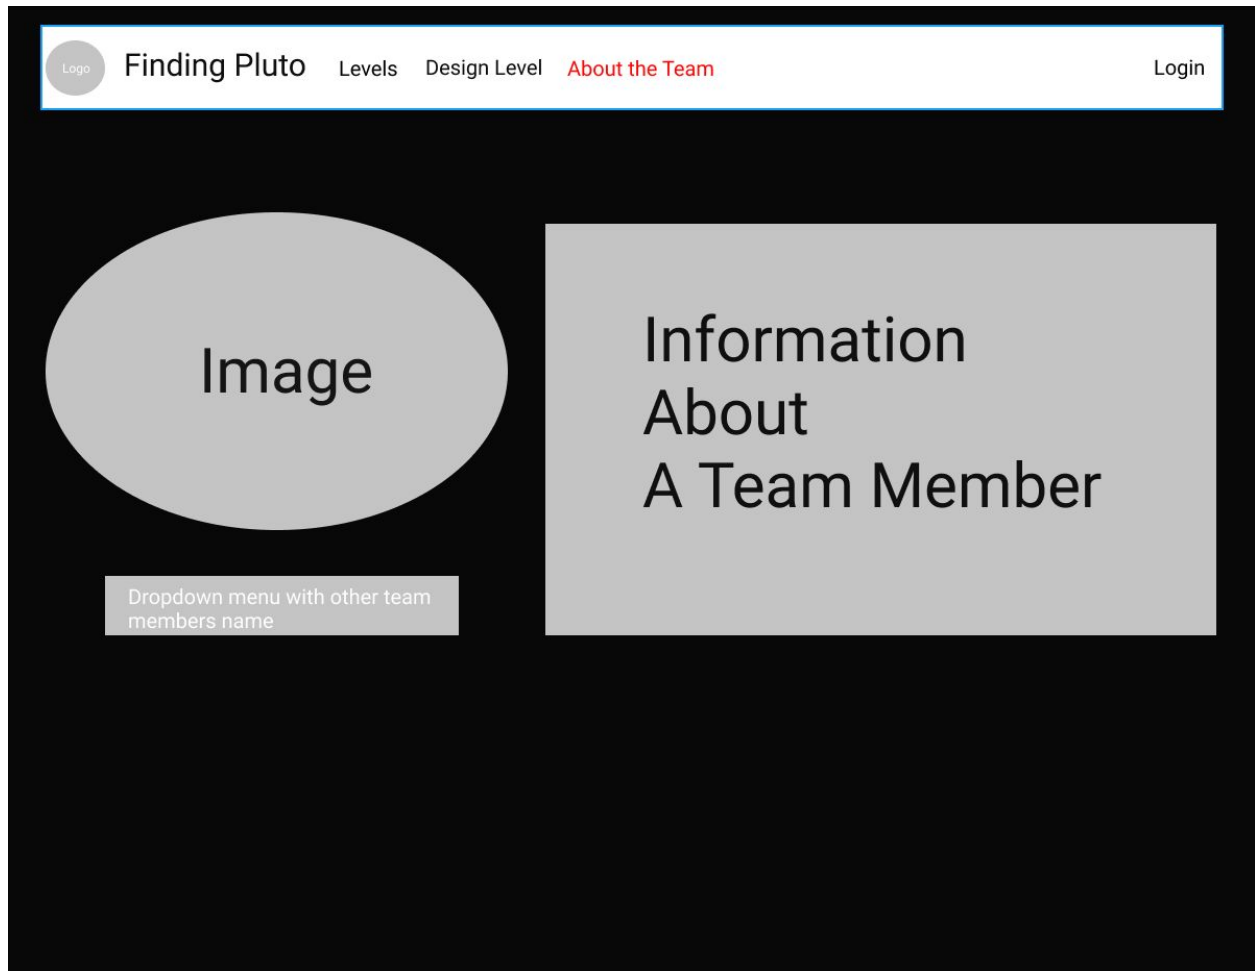 Logo
Finding Pluto
Levels
Design Level
About the Team
Login
Image
Information
About
A Team Member
Dropdown menu with other team
members name